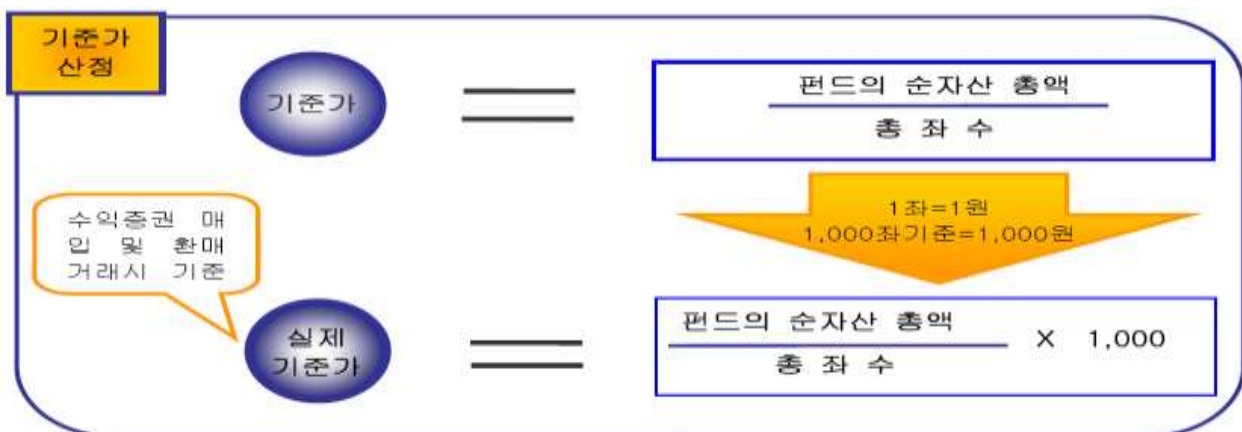 기준가
산정
기준가
펀드의 순자산 총액
총 좌 수
1좌=1원
1,000좌기준=1,000원
수익증권 매
입 및 환매
거래시 기준
실제
기준가
펀드의 순자산 총액
총 좌 수
X 1,000